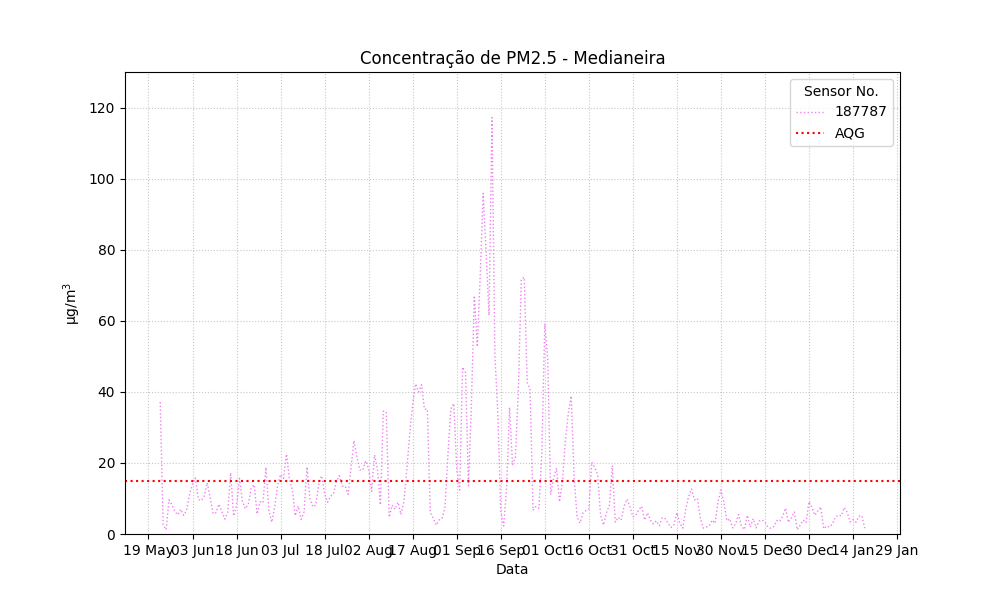 Concentração de PM2.5 - Medianeira
Sensor No.
187787
AQG
120
100
80
60
40
20
0
µg/m³
19 May 03 Jun 18 Jun 03 Jul 18 Jul 02 Aug 17 Aug 01 Sep 16 Sep 01 Oct 16 Oct 31 Oct 15 Nov 30 Nov 15 Dec 30 Dec 14 Jan 29 Jan
Data